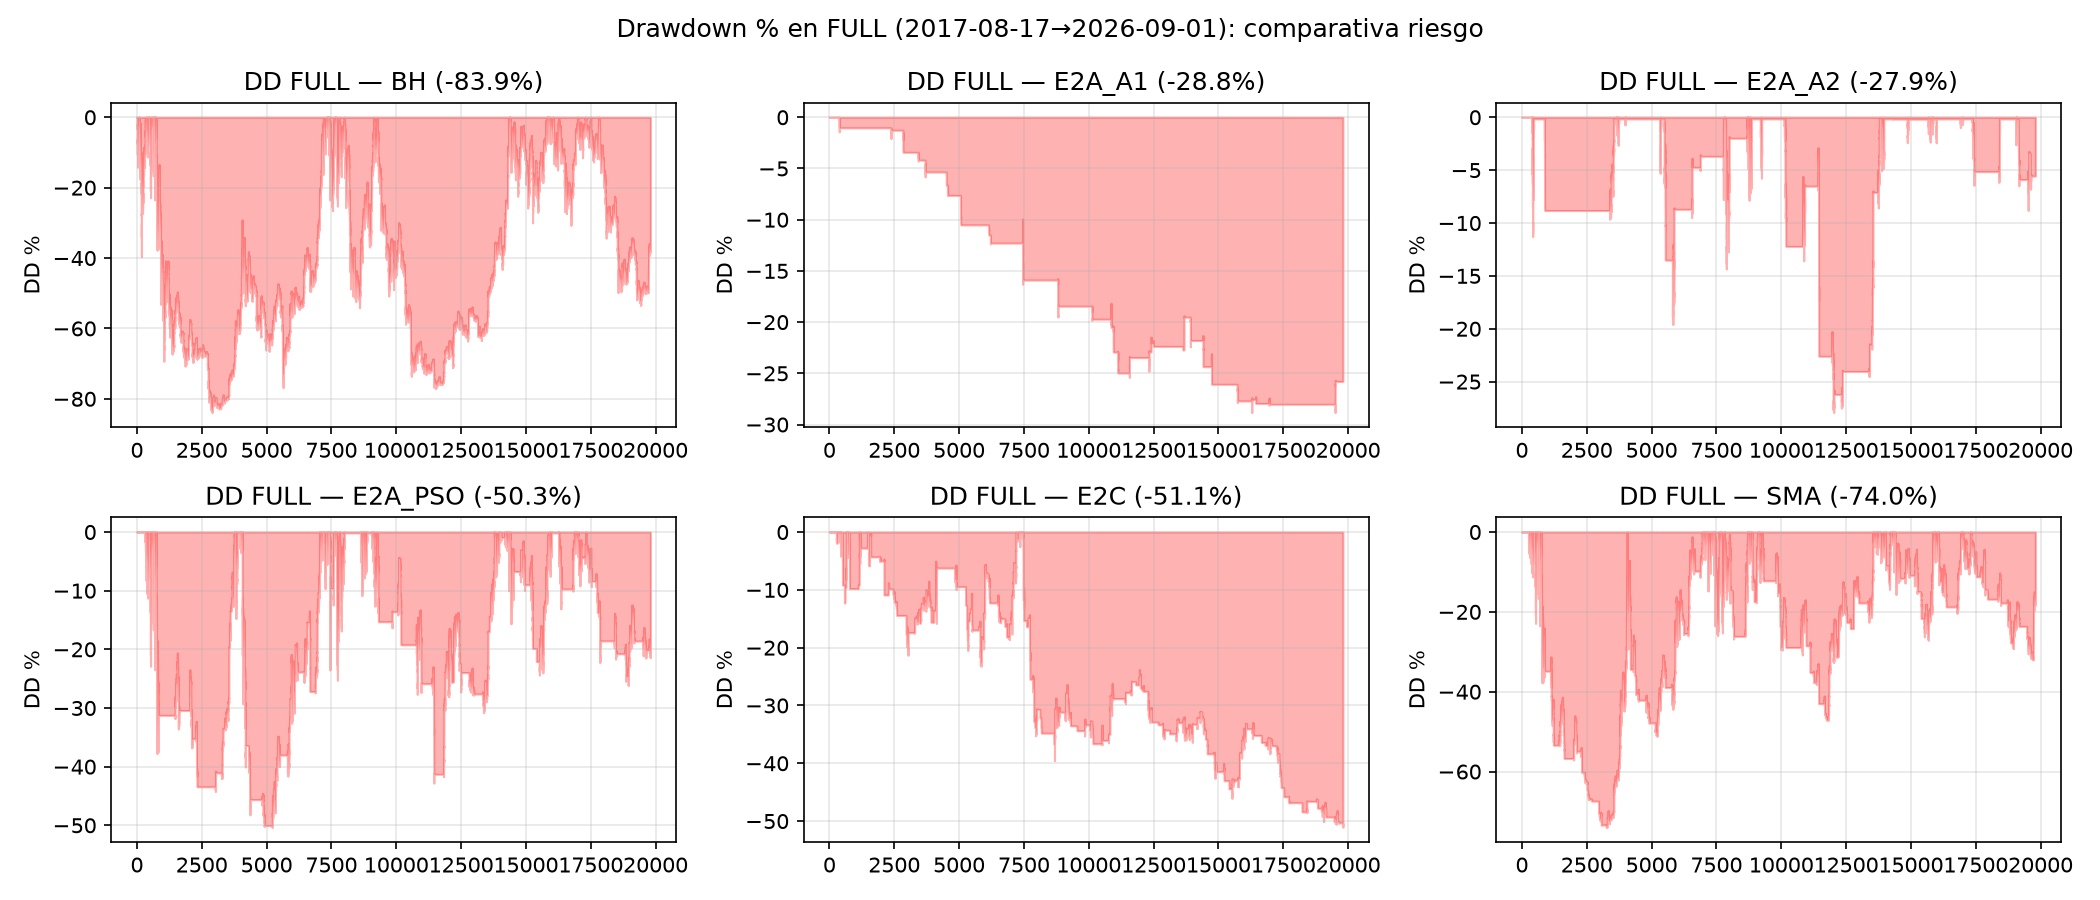 Drawdown % en FULL (2017-08-17→2026-09-01): comparativa riesgo
DD FULL — BH (-83.9%)
DD %
0
−20
−40
−60
−80
0 2500 5000 7500 10000 12500 15000 17500 20000
DD FULL — E2A_A1 (-28.8%)
DD %
0
−5
−10
−15
−20
−25
−30
0 2500 5000 7500 10000 12500 15000 17500 20000
DD FULL — E2A_A2 (-27.9%)
DD %
0
−5
−10
−15
−20
−25
0 2500 5000 7500 10000 12500 15000 17500 20000
DD FULL — E2A_PSO (-50.3%)
DD %
0
−10
−20
−30
−40
−50
0 2500 5000 7500 10000 12500 15000 17500 20000
DD FULL — E2C (-51.1%)
DD %
0
−10
−20
−30
−40
−50
0 2500 5000 7500 10000 12500 15000 17500 20000
DD FULL — SMA (-74.0%)
DD %
0
−20
−40
−60
0 2500 5000 7500 10000 12500 15000 17500 20000